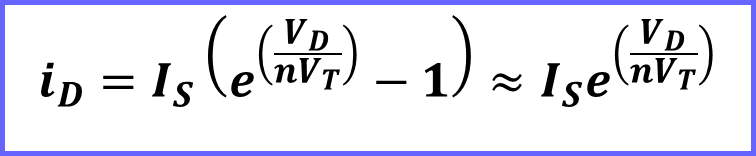 i_D = I_S (e^(V_D/nV_T) − 1) ≈ I_S e^(V_D/nV_T)